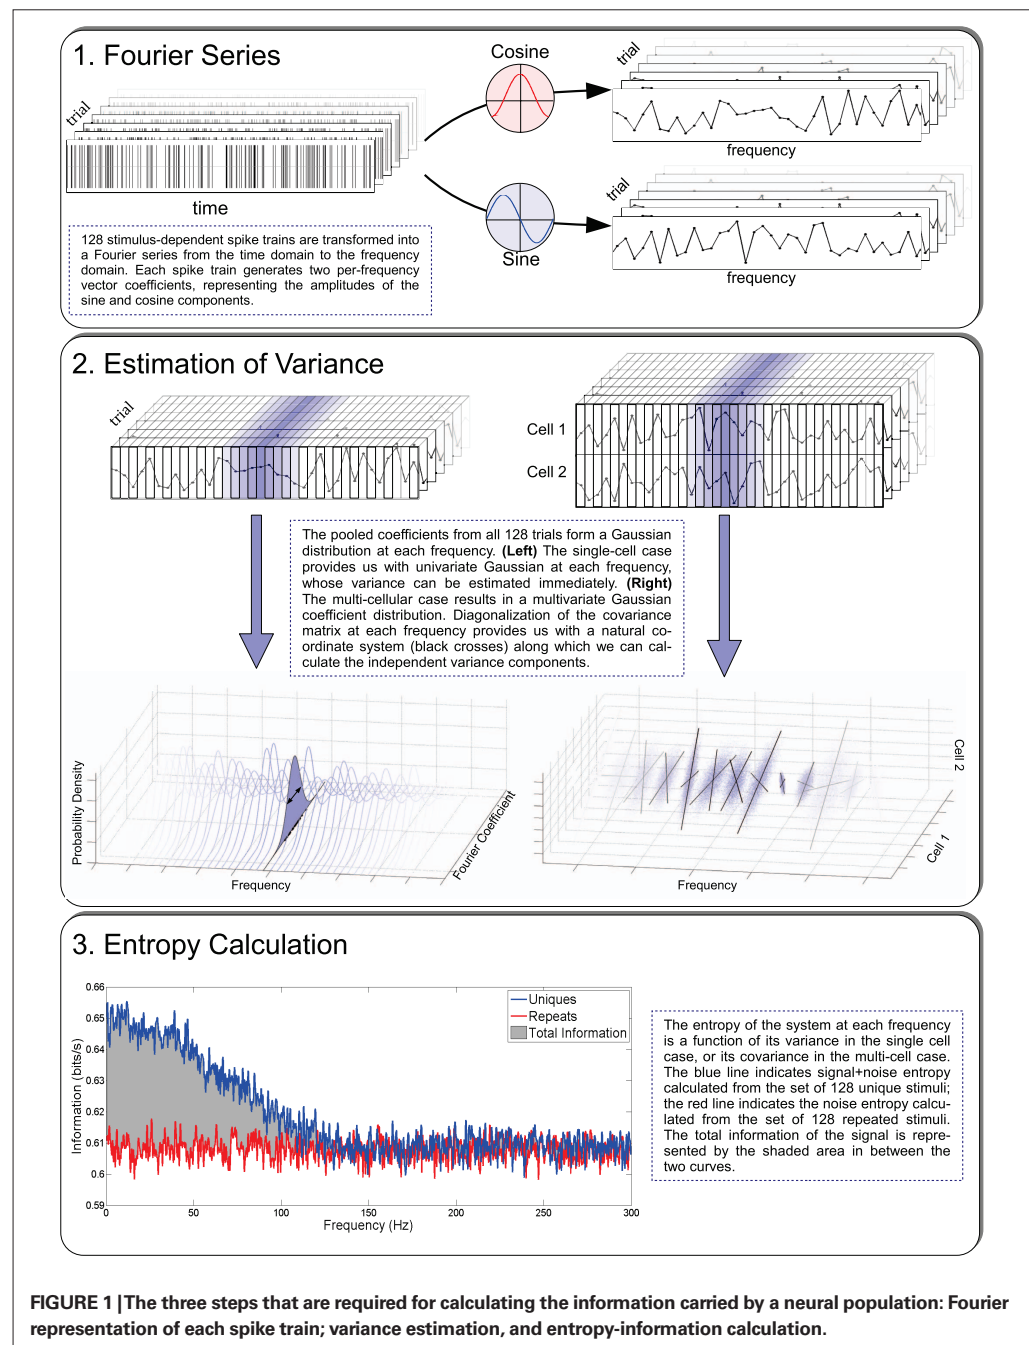 1. Fourier Series
trial
time
Cosine
Sine
trial
frequency
trial
frequency
128 stimulus-dependent spike trains are transformed into
a Fourier series from the time domain to the frequency
domain. Each spike train generates two per-frequency
vector coefficients, representing the amplitudes of the
sine and cosine components.
2. Estimation of Variance
trial
Cell 1
Cell 2
The pooled coefficients from all 128 trials form a Gaussian
distribution at each frequency. (Left) The single-cell case
provides us with univariate Gaussian at each frequency,
whose variance can be estimated immediately. (Right)
The multi-cellular case results in a multivariate Gaussian
coefficient distribution. Diagonalization of the covariance
matrix at each frequency provides us with a natural co-
ordinate system (black crosses) along which we can cal-
culate the independent variance components.
Probability Density
Frequency
Fourier Coefficient
Frequency
Cell 1
Cell 2
3. Entropy Calculation
Information (bits/s)
0.66
0.65
0.64
0.63
0.62
0.61
0.6
0.59
0 50 100 150 200 250 300
Frequency (Hz)
Uniques
Repeats
Total Information
The entropy of the system at each frequency
is a function of its variance in the single cell
case, or its covariance in the multi-cell case.
The blue line indicates signal+noise entropy
calculated from the set of 128 unique stimuli;
the red line indicates the noise entropy calcu-
lated from the set of 128 repeated stimuli.
The total information of the signal is repre-
sented by the shaded area in between the
two curves.
FIGURE 1 | The three steps that are required for calculating the information carried by a neural population: Fourier
representation of each spike train; variance estimation, and entropy-information calculation.